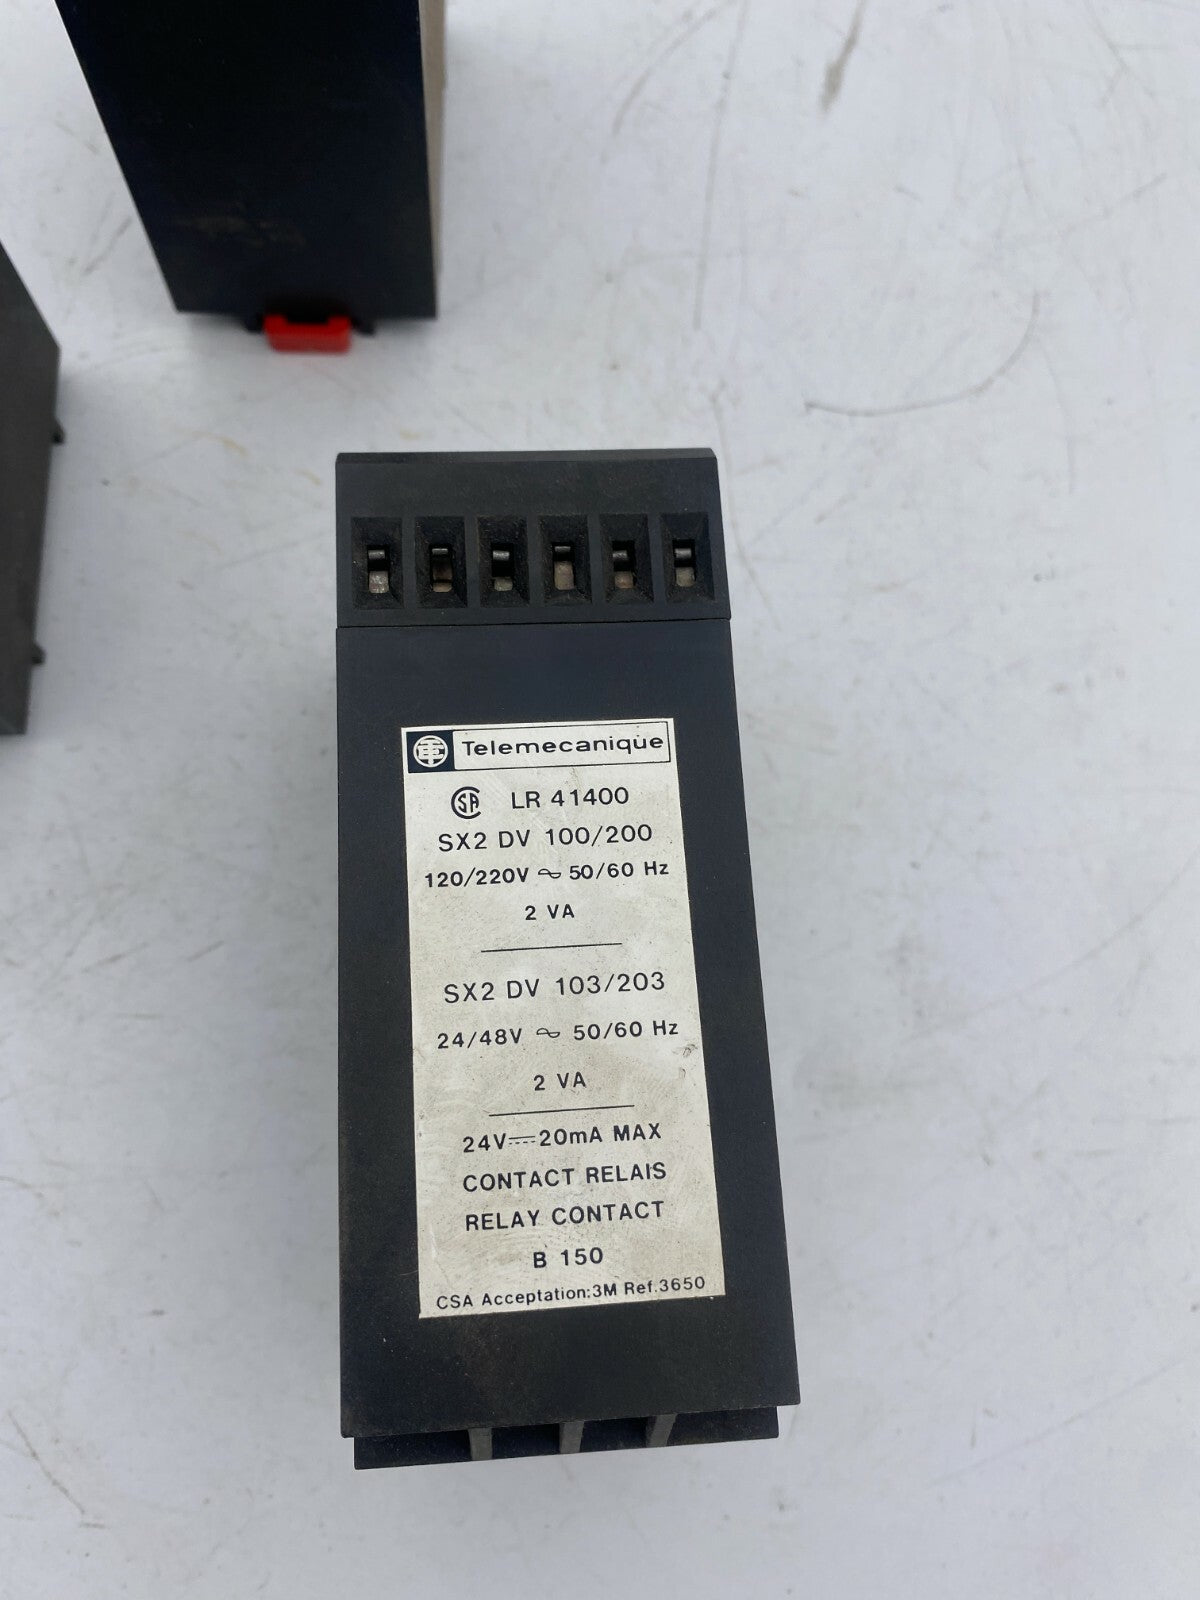 Telemecanique
LR 41400
SX2 DV 100/200
120/220V ~ 50/60 Hz
2 VA
SX2 DV 103/203
24/48V ~ 50/60 Hz
2 VA
24V⎓20mA MAX
CONTACT RELAIS
RELAY CONTACT
B 150
CSA Acceptation:3M Ref.3650